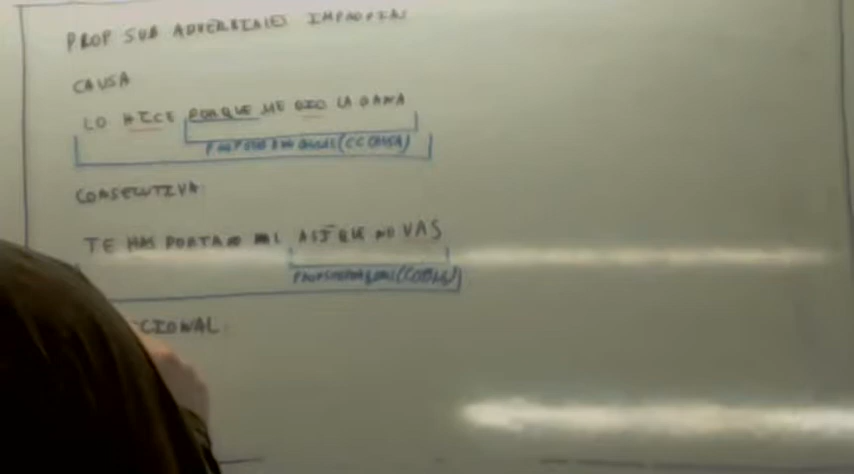 PROP SUB ADVERBIALES IMPROPIAS
CAUSA
LO HICE PORQUE ME DIO LA GANA
CONSECUTIVA
TE HAS PORTADO MAL ASÍ QUE NO VAS
CIONAL